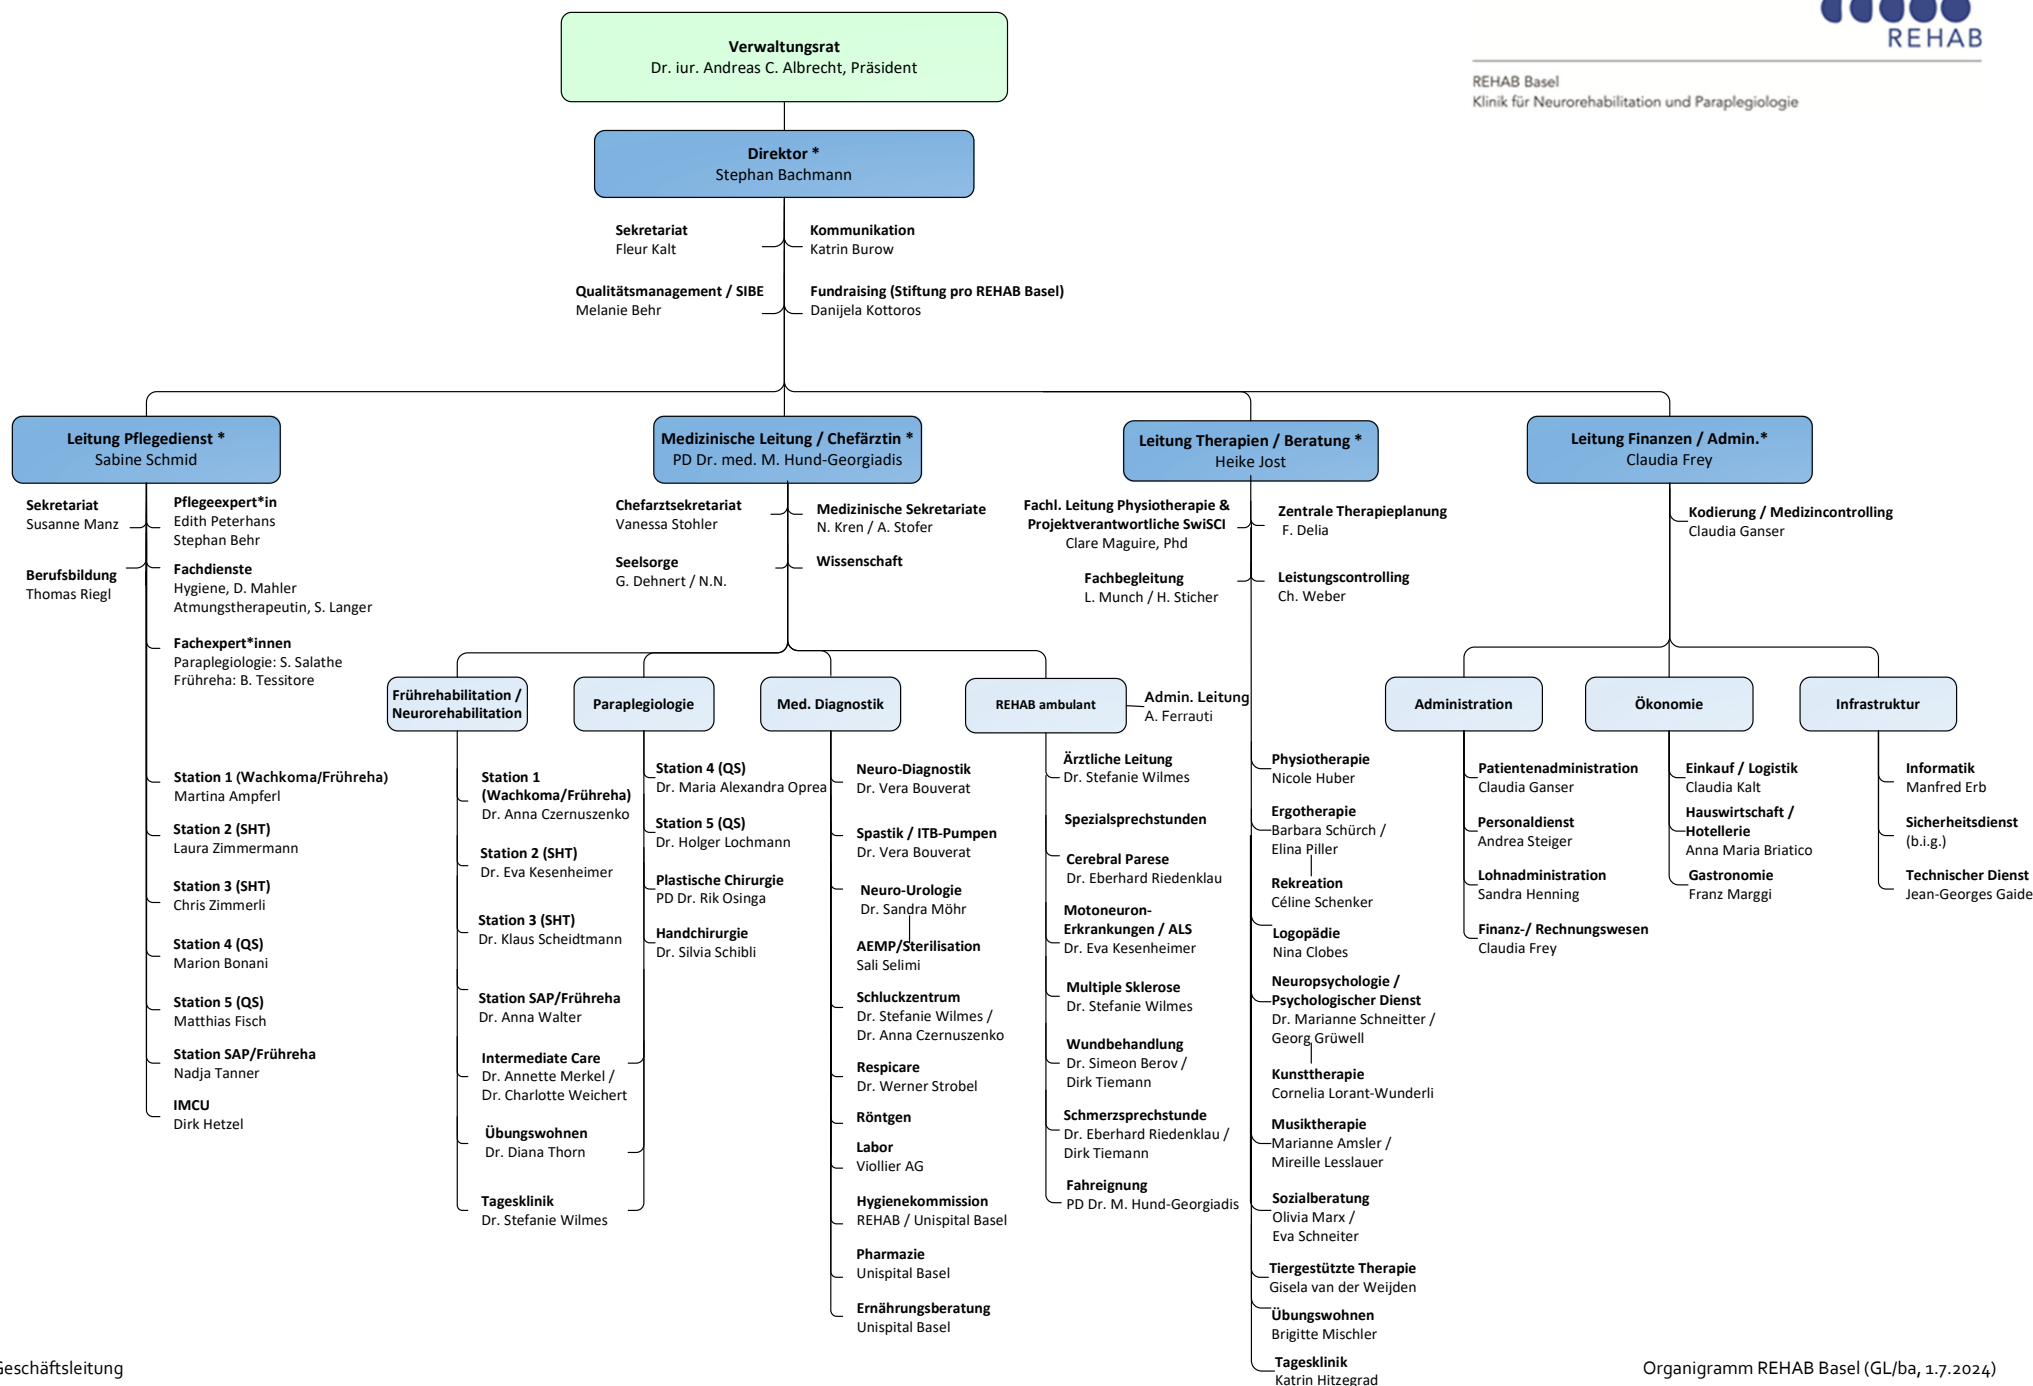 REHAB
REHAB Basel
Klinik für Neurorehabilitation und Paraplegiologie
Verwaltungsrat
Dr. iur. Andreas C. Albrecht, Präsident
Direktor *
Stephan Bachmann
Sekretariat
Fleur Kalt
Kommunikation
Katrin Burow
Qualitätsmanagement / SIBE
Melanie Behr
Fundraising (Stiftung pro REHAB Basel)
Danijela Kottoros
Leitung Pflegedienst *
Sabine Schmid
Sekretariat
Susanne Manz
Pflegeexpert*in
Edith Peterhans
Stephan Behr
Berufsbildung
Thomas Riegl
Fachdienste
Hygiene, D. Mahler
Atmungstherapeutin, S. Langer
Fachexpert*innen
Paraplegiologie: S. Salathe
Frühreha: B. Tessitore
Station 1 (Wachkoma/Frühreha)
Martina Ampferl
Station 2 (SHT)
Laura Zimmermann
Station 3 (SHT)
Chris Zimmerli
Station 4 (QS)
Marion Bonani
Station 5 (QS)
Matthias Fisch
Station SAP/Frühreha
Nadja Tanner
IMCU
Dirk Hetzel
Medizinische Leitung / Chefärztin *
PD Dr. med. M. Hund-Georgiadis
Chefarztsekretariat
Vanessa Stohler
Medizinische Sekretariate
N. Kren / A. Stofer
Seelsorge
G. Dehnert / N.N.
Wissenschaft
Frührehabilitation /
Neurorehabilitation
Station 1
(Wachkoma/Frühreha)
Dr. Anna Czernuszenko
Station 2 (SHT)
Dr. Eva Kesenheimer
Station 3 (SHT)
Dr. Klaus Scheidtmann
Station SAP/Frühreha
Dr. Anna Walter
Intermediate Care
Dr. Annette Merkel /
Dr. Charlotte Weichert
Übungswohnen
Dr. Diana Thorn
Tagesklinik
Dr. Stefanie Wilmes
Paraplegiologie
Station 4 (QS)
Dr. Maria Alexandra Oprea
Station 5 (QS)
Dr. Holger Lochmann
Plastische Chirurgie
PD Dr. Rik Osinga
Handchirurgie
Dr. Silvia Schibli
Med. Diagnostik
Neuro-Diagnostik
Dr. Vera Bouverat
Spastik / ITB-Pumpen
Dr. Vera Bouverat
Neuro-Urologie
Dr. Sandra Möhr
AEMP/Sterilisation
Sali Selimi
Schluckzentrum
Dr. Stefanie Wilmes /
Dr. Anna Czernuszenko
Respicare
Dr. Werner Strobel
Röntgen
Labor
Viollier AG
Hygienekommission
REHAB / Unispital Basel
Pharmazie
Unispital Basel
Ernährungsberatung
Unispital Basel
REHAB ambulant
Admin. Leitung
A. Ferrauti
Ärztliche Leitung
Dr. Stefanie Wilmes
Spezialsprechstunden
Cerebral Parese
Dr. Eberhard Riedenklau
Motoneuron-
Erkrankungen / ALS
Dr. Eva Kesenheimer
Multiple Sklerose
Dr. Stefanie Wilmes
Wundbehandlung
Dr. Simeon Berov /
Dirk Tiemann
Schmerzsprechstunde
Dr. Eberhard Riedenklau /
Dirk Tiemann
Fahreignung
PD Dr. M. Hund-Georgiadis
Leitung Therapien / Beratung *
Heike Jost
Fachl. Leitung Physiotherapie &
Projektverantwortliche SwiSCI
Clare Maguire, Phd
Zentrale Therapieplanung
F. Delia
Fachbegleitung
L. Munch / H. Sticher
Leistungscontrolling
Ch. Weber
Physiotherapie
Nicole Huber
Ergotherapie
Barbara Schürch /
Elina Piller
Rekreation
Céline Schenker
Logopädie
Nina Clobes
Neuropsychologie /
Psychologischer Dienst
Dr. Marianne Schneitter /
Georg Grüwell
Kunsttherapie
Cornelia Lorant-Wunderli
Musiktherapie
Marianne Amsler /
Mireille Lesslauer
Sozialberatung
Olivia Marx /
Eva Schneiter
Tiergestützte Therapie
Gisela van der Weijden
Übungswohnen
Brigitte Mischler
Tagesklinik
Katrin Hitzegrad
Leitung Finanzen / Admin.*
Claudia Frey
Kodierung / Medizincontrolling
Claudia Ganser
Administration
Patientenadministration
Claudia Ganser
Personaldienst
Andrea Steiger
Lohnadministration
Sandra Henning
Finanz-/ Rechnungswesen
Claudia Frey
Ökonomie
Einkauf / Logistik
Claudia Kalt
Hauswirtschaft /
Hotellerie
Anna Maria Briatico
Gastronomie
Franz Marggi
Infrastruktur
Informatik
Manfred Erb
Sicherheitsdienst
(b.i.g.)
Technischer Dienst
Jean-Georges Gaide
Geschäftsleitung
Organigramm REHAB Basel (GL/ba, 1.7.2024)